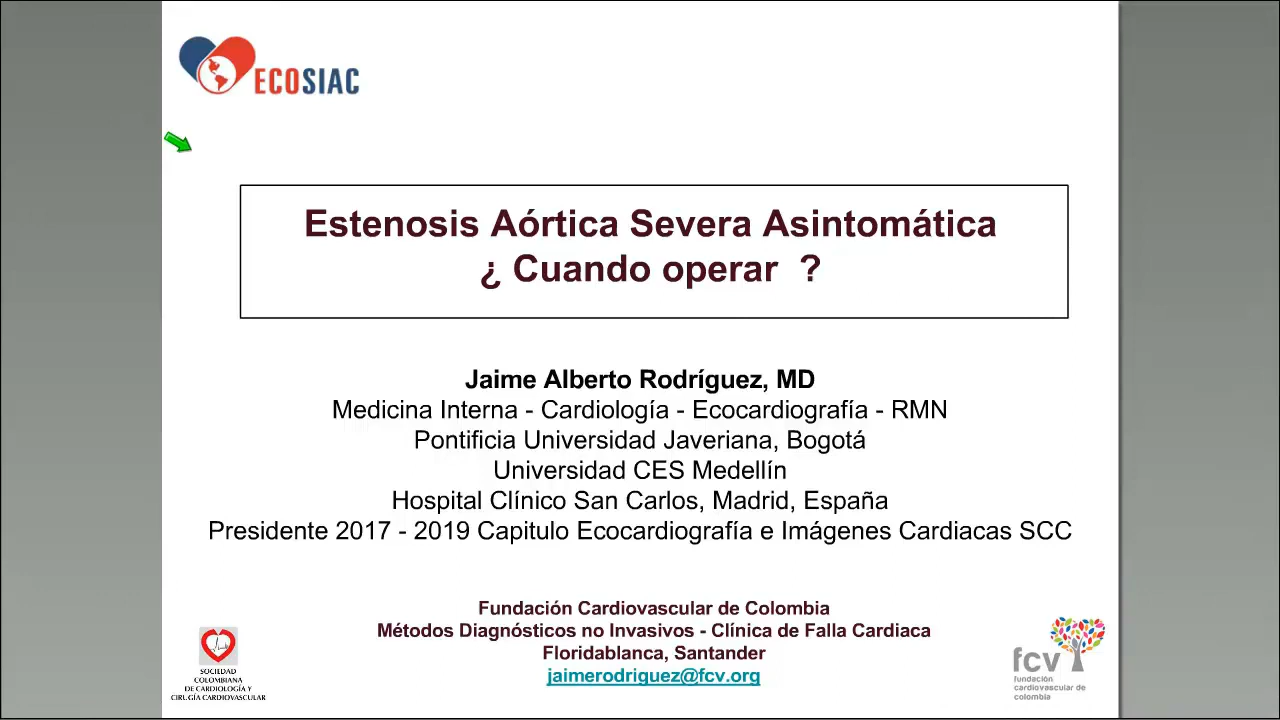 ECOSIAC
Estenosis Aórtica Severa Asintomática
¿ Cuando operar ?
Jaime Alberto Rodríguez, MD
Medicina Interna - Cardiología - Ecocardiografía - RMN
Pontificia Universidad Javeriana, Bogotá
Universidad CES Medellín
Hospital Clínico San Carlos, Madrid, España
Presidente 2017 - 2019 Capitulo Ecocardiografía e Imágenes Cardiacas SCC
Fundación Cardiovascular de Colombia
Métodos Diagnósticos no Invasivos - Clínica de Falla Cardiaca
Floridablanca, Santander
jaimerodriguez@fcv.org
SOCIEDAD
COLOMBIANA
DE CARDIOLOGÍA Y
CIRUGÍA CARDIOVASCULAR
fcv
fundación
cardiovascular de
colombia